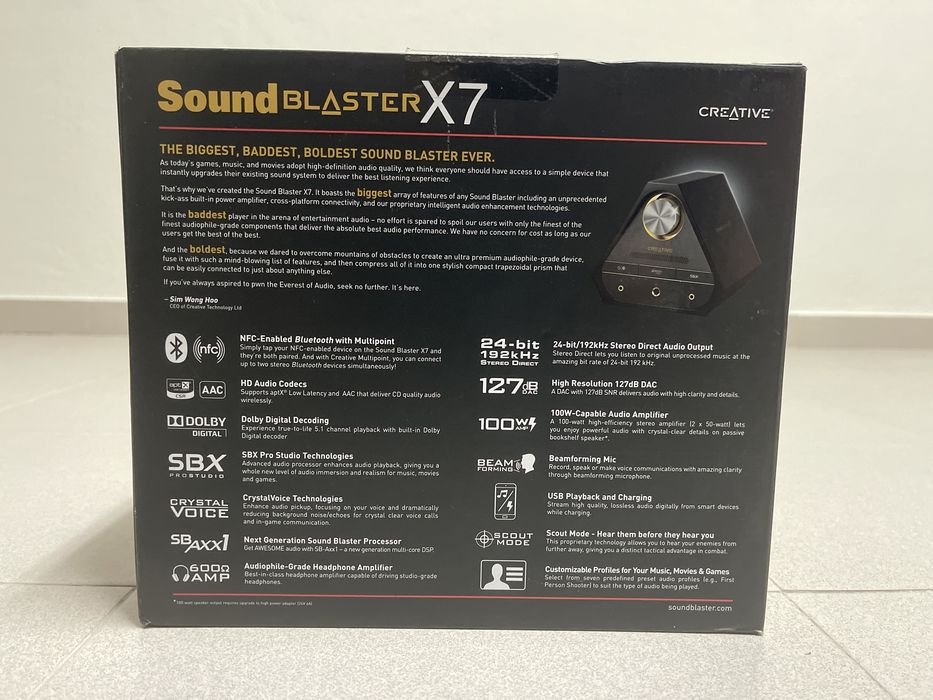 Sound BLASTER X7
CREATIVE
THE BIGGEST, BADDEST, BOLDEST SOUND BLASTER EVER.
As today's games, music, and movies adopt high-definition audio quality, we think everyone should have access to a simple device that
instantly upgrades their existing sound system to deliver the best listening experience.
That's why we've created the Sound Blaster X7. It boasts the biggest array of features of any Sound Blaster including an unprecedented
kick-ass built-in power amplifier, cross-platform connectivity, and our proprietary intelligent audio enhancement technologies.
It is the baddest player in the arena of entertainment audio – no effort is spared to spoil our users with only the finest of the
finest audiophile-grade components that deliver the absolute best audio performance. We have no concern for cost as long as our
users get the best of the best.
And the boldest, because we dared to overcome mountains of obstacles to create an ultra premium audiophile-grade device,
fuse it with such a mind-blowing list of features, and then compress all of it into one stylish compact trapezoidal prism that
can be easily connected to just about anything else.
If you've always aspired to pwn the Everest of Audio, seek no further. It's here.
– Sim Wong Hoo
CEO of Creative Technology Ltd
CREATIVE
SBX
nfc
NFC-Enabled Bluetooth with Multipoint
Simply tap your NFC-enabled device on the Sound Blaster X7 and
they're both paired. And with Creative Multipoint, you can connect
up to two stereo Bluetooth devices simultaneously!
aptX
CSR
AAC
HD Audio Codecs
Supports aptX® Low Latency and AAC that deliver CD quality audio
wirelessly.
DOLBY
DIGITAL
Dolby Digital Decoding
Experience true-to-life 5.1 channel playback with built-in Dolby
Digital decoder
SBX
PRO STUDIO
SBX Pro Studio Technologies
Advanced audio processor enhances audio playback, giving you a
whole new level of audio immersion and realism for music, movies
and games.
CRYSTAL
VOICE
CrystalVoice Technologies
Enhance audio pickup, focusing on your voice and dramatically
reducing background noise/echoes for crystal clear voice calls
and in-game communication.
SB AXX1
Next Generation Sound Blaster Processor
Get AWESOME audio with SB-Axx1 – a new generation multi-core DSP.
600Ω
AMP
Audiophile-Grade Headphone Amplifier
Best-in-class headphone amplifier capable of driving studio-grade
headphones.
24-bit
192kHz
STEREO DIRECT
24-bit/192kHz Stereo Direct Audio Output
Stereo Direct lets you listen to original unprocessed music at the
amazing bit rate of 24-bit 192 kHz.
127dB
DAC
High Resolution 127dB DAC
A DAC with 127dB SNR delivers audio with high clarity and details.
100W
AMP
100W-Capable Audio Amplifier
A 100-watt high-efficiency stereo amplifier (2 x 50-watt) lets
you enjoy powerful audio with crystal-clear details on passive
bookshelf speaker*.
BEAM
FORMING
Beamforming Mic
Record, speak or make voice communications with amazing clarity
through beamforming microphone.
USB Playback and Charging
Stream high quality, lossless audio digitally from smart devices
while charging.
SCOUT
MODE
Scout Mode - Hear them before they hear you
This proprietary technology allows you to hear your enemies from
further away, giving you a distinct tactical advantage in combat.
Customizable Profiles for Your Music, Movies & Games
Select from seven predefined preset audio profiles (e.g., First
Person Shooter) to suit the type of audio being played.
*100-watt speaker output requires upgrade to high power adapter (24V 6A)
soundblaster.com